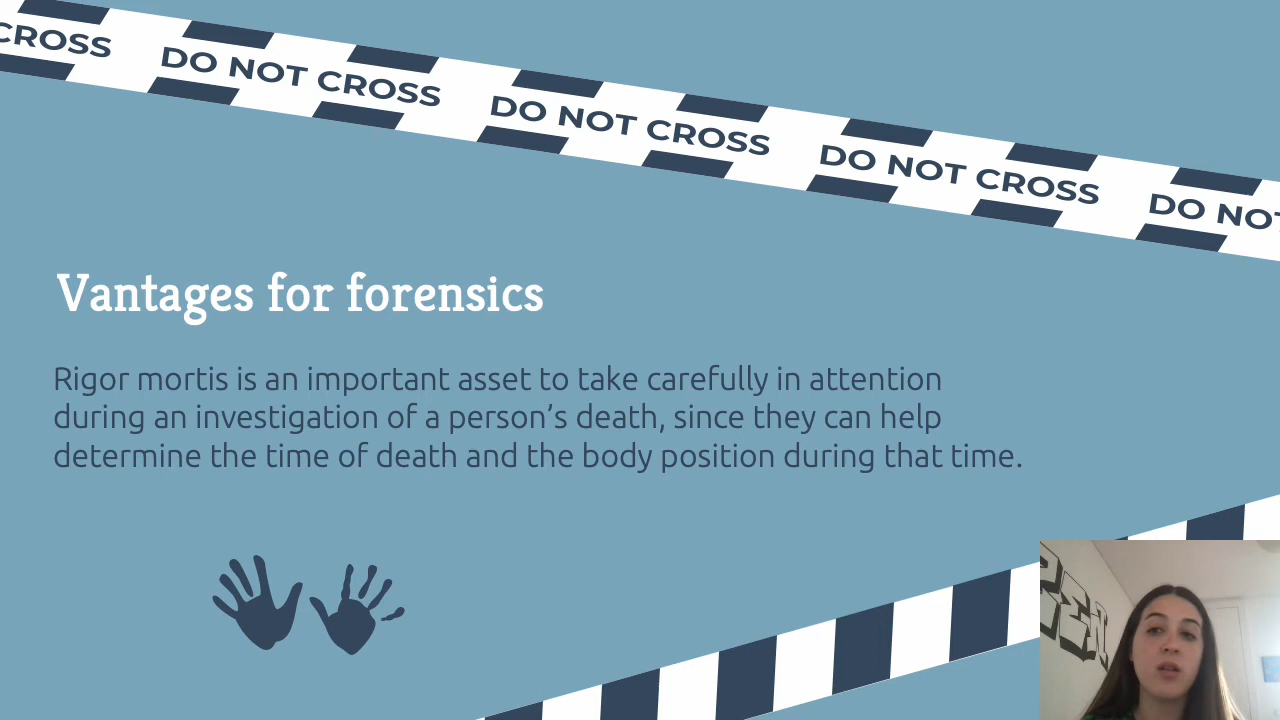 CROSS DO NOT CROSS DO NOT CROSS DO NOT CROSS DO NOT
Vantages for forensics
Rigor mortis is an important asset to take carefully in attention
during an investigation of a person’s death, since they can help
determine the time of death and the body position during that time.